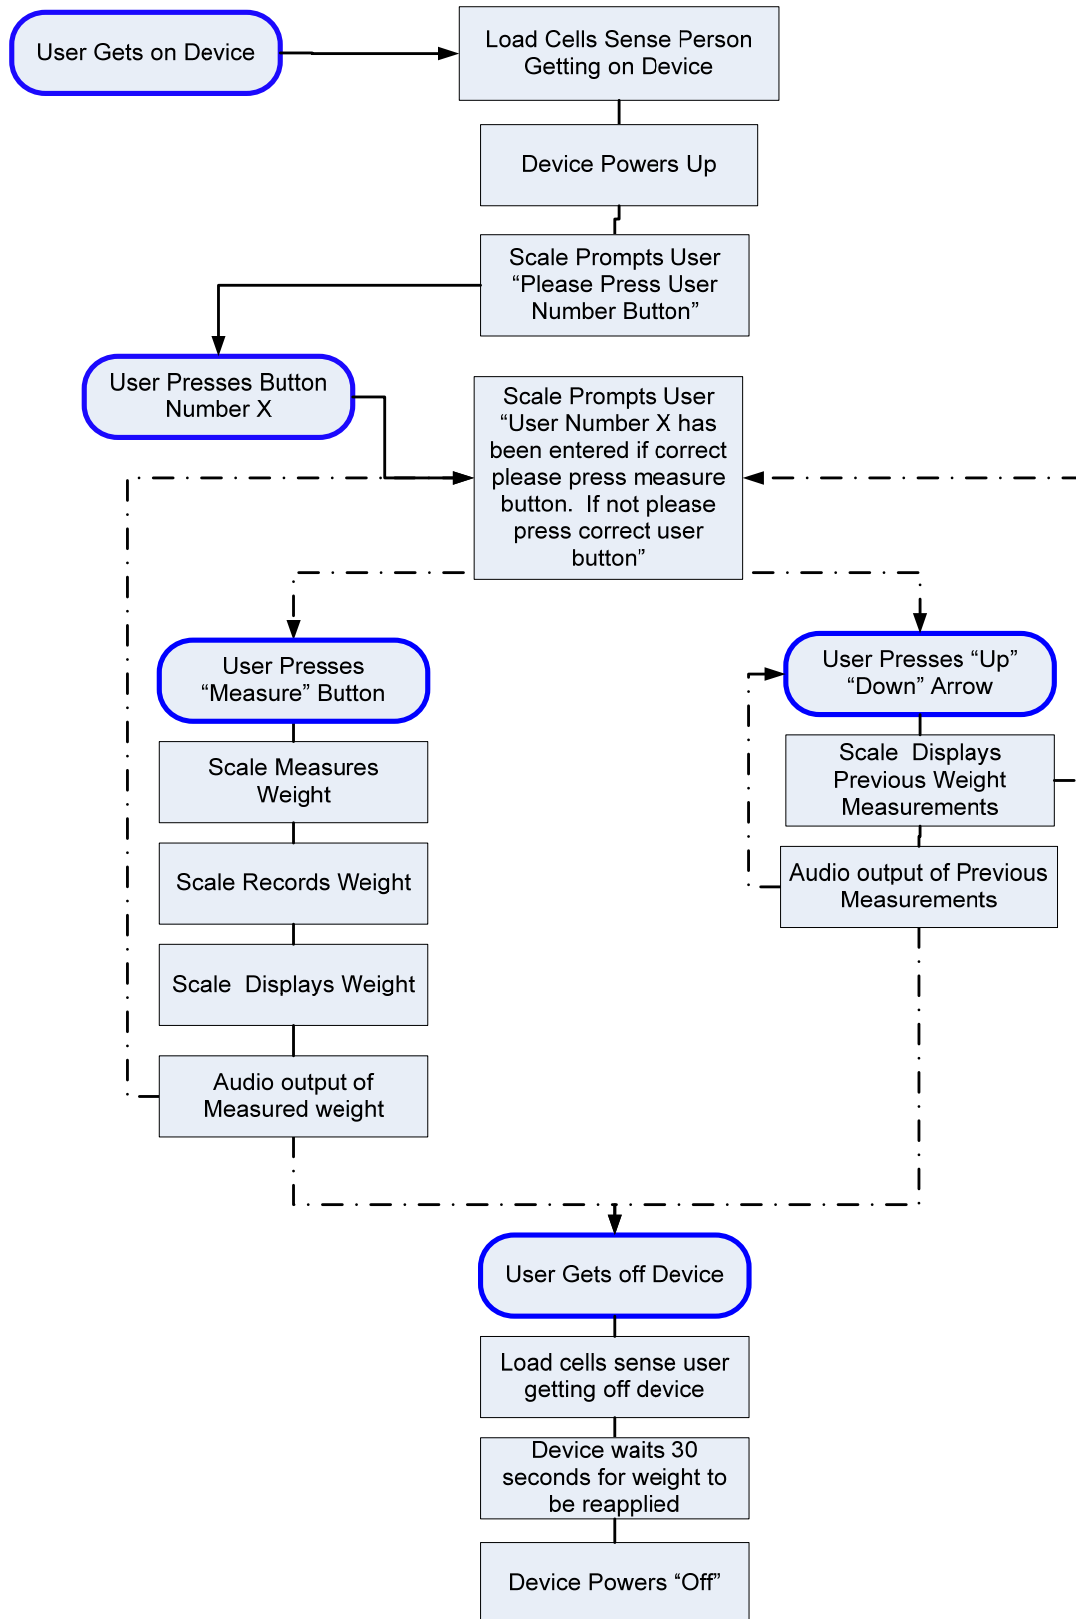 User Gets on Device
Load Cells Sense Person
Getting on Device
Device Powers Up
Scale Prompts User
“Please Press User
Number Button”
User Presses Button
Number X
Scale Prompts User
“User Number X has
been entered if correct
please press measure
button.  If not please
press correct user
button”
User Presses
“Measure” Button
Scale Measures
Weight
Scale Records Weight
Scale  Displays Weight
Audio output of
Measured weight
User Presses “Up”
“Down” Arrow
Scale  Displays
Previous Weight
Measurements
Audio output of Previous
Measurements
User Gets off Device
Load cells sense user
getting off device
Device waits 30
seconds for weight to
be reapplied
Device Powers “Off”